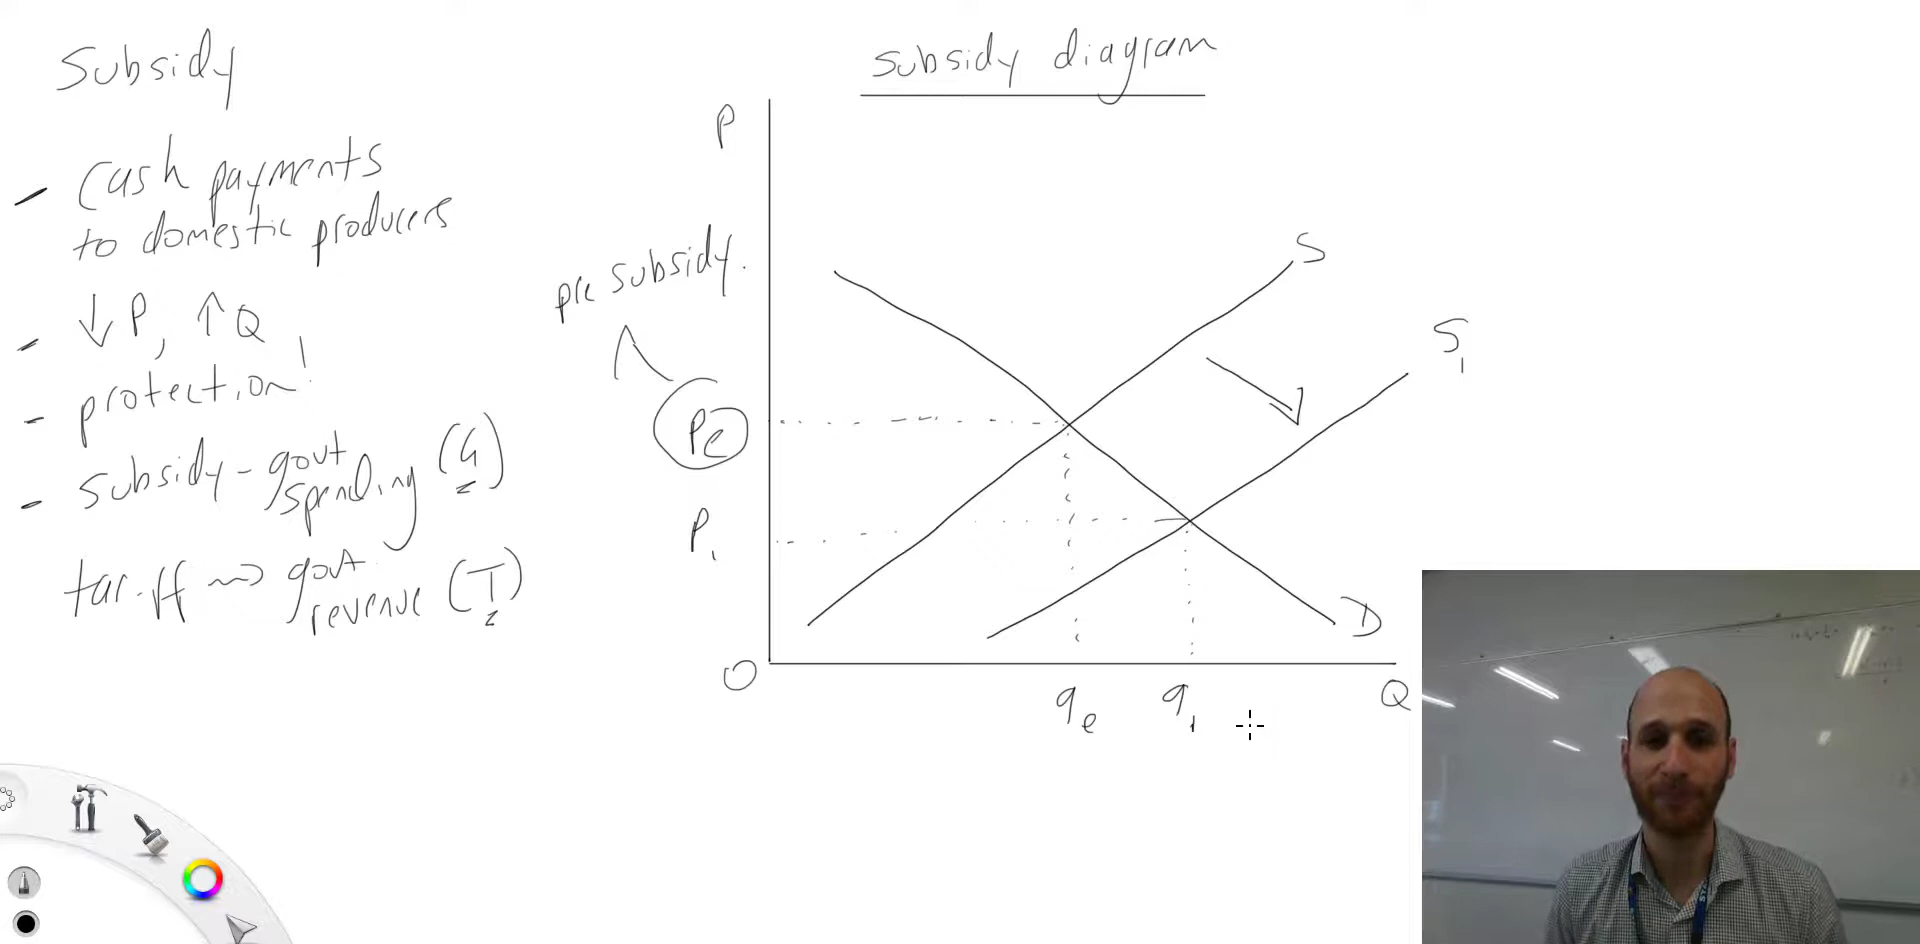 Subsidy
- Cash payments
to domestic producers
- ↓ P, ↑ Q
- protection!
- subsidy - govt
spending (G)
tariff ~> govt
revenue (T)
subsidy diagram
P
pre subsidy.
S
S1
Pe
P1
D
O
qe
q1
Q